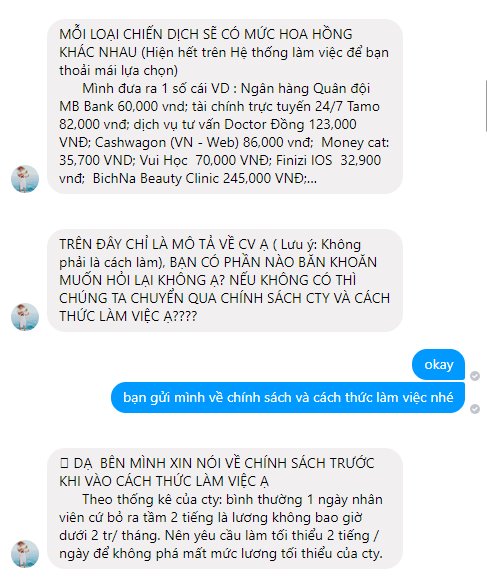 MỖI LOẠI CHIẾN DỊCH SẼ CÓ MỨC HOA HỒNG
KHÁC NHAU (Hiện hết trên Hệ thống làm việc để bạn
thoải mái lựa chọn)
Mình đưa ra 1 số cái VD : Ngân hàng Quân đội
MB Bank 60,000 vnd; tài chính trực tuyến 24/7 Tamo
82,000 vnđ; dịch vụ tư vấn Doctor Đồng 123,000
VNĐ; Cashwagon (VN - Web) 86,000 vnđ; Money cat:
35,700 VND; Vui Học 70,000 VNĐ; Finizi IOS 32,900
vnđ; BichNa Beauty Clinic 245,000 VNĐ;...
TRÊN ĐÂY CHỈ LÀ MÔ TẢ VỀ CV Ạ ( Lưu ý: Không
phải là cách làm), BẠN CÓ PHẦN NÀO BĂN KHOĂN
MUỐN HỎI LẠI KHÔNG Ạ? NẾU KHÔNG CÓ THÌ
CHÚNG TA CHUYỂN QUA CHÍNH SÁCH CTY VÀ CÁCH
THỨC LÀM VIỆC Ạ????
okay
bạn gửi mình về chính sách và cách thức làm việc nhé
DẠ BÊN MÌNH XIN NÓI VỀ CHÍNH SÁCH TRƯỚC
KHI VÀO CÁCH THỨC LÀM VIỆC Ạ
Theo thống kê của cty: bình thường 1 ngày nhân
viên cứ bỏ ra tầm 2 tiếng là lương không bao giờ
dưới 2 tr/ tháng. Nên yêu cầu làm tối thiểu 2 tiếng /
ngày để không phá mất mức lương tối thiểu của cty.